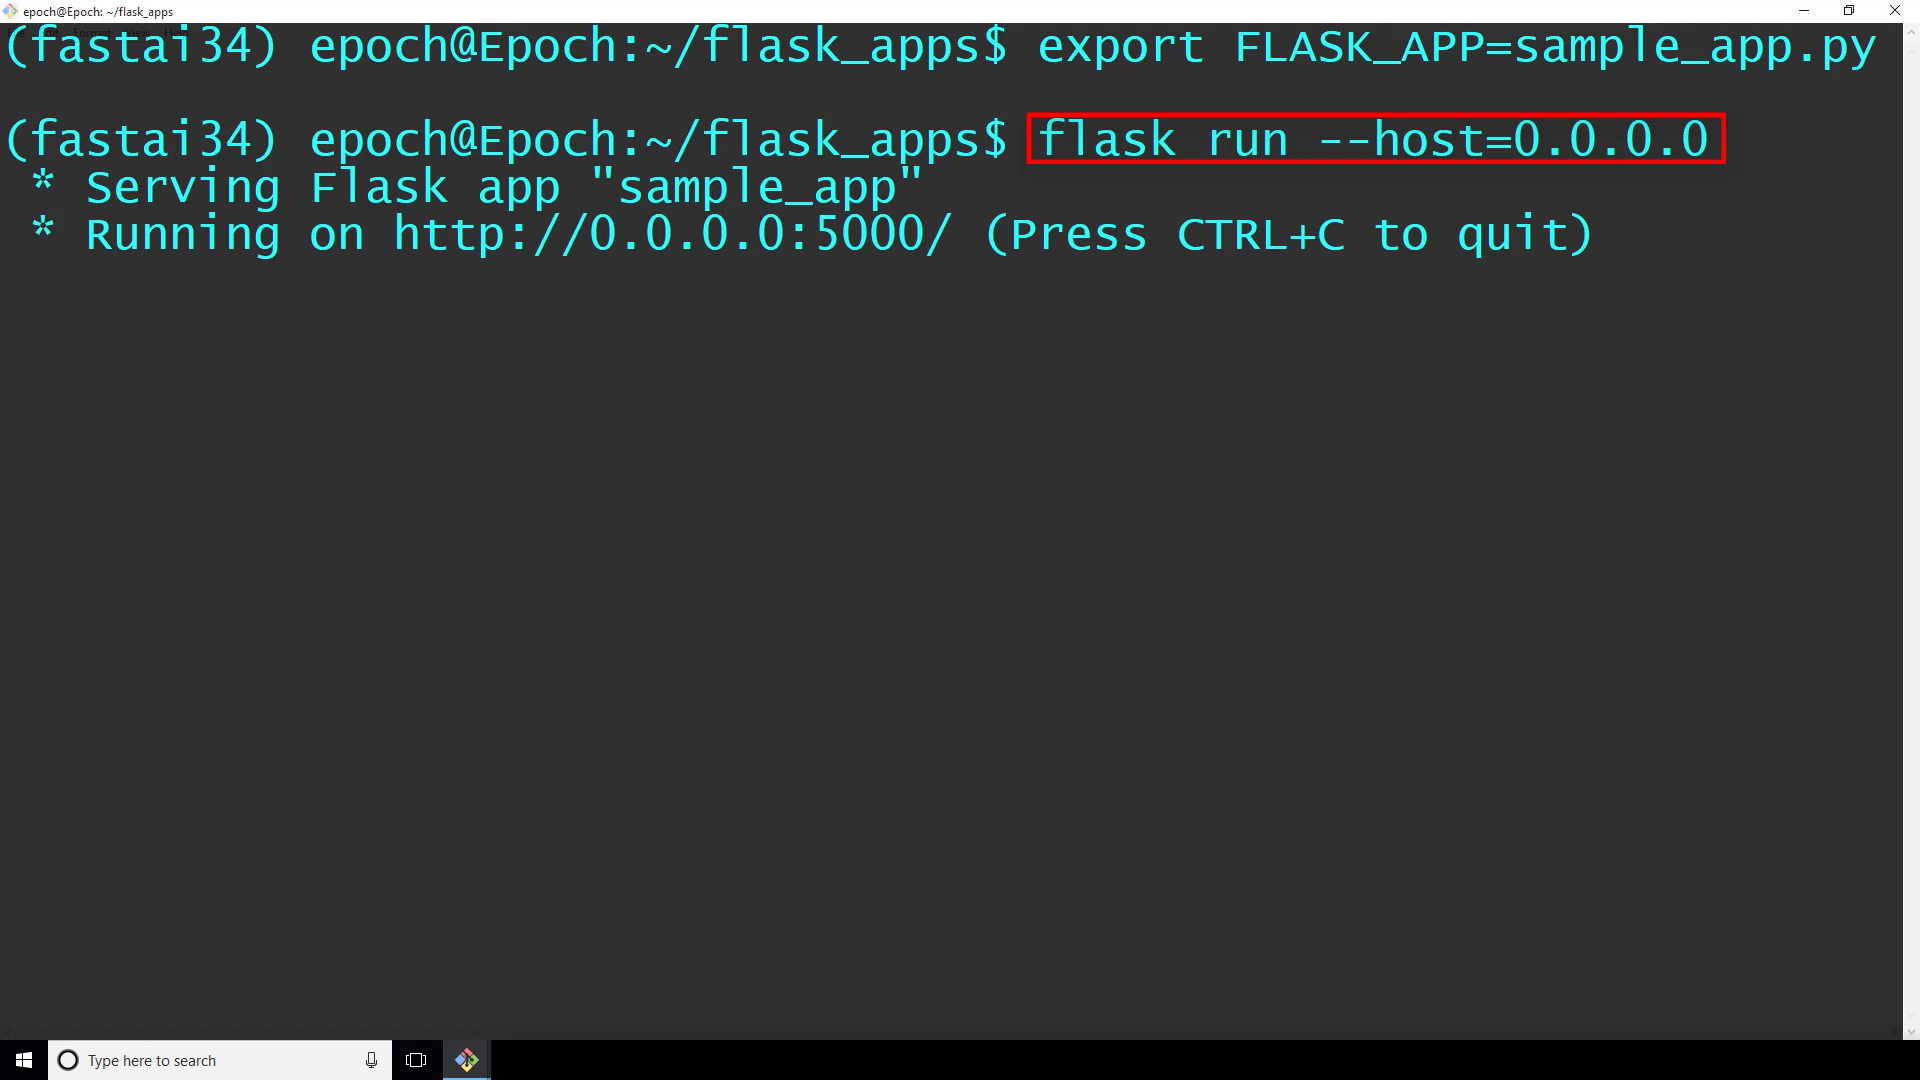 epoch@Epoch: ~/flask_apps
(fastai34) epoch@Epoch:~/flask_apps$ export FLASK_APP=sample_app.py
(fastai34) epoch@Epoch:~/flask_apps$ flask run --host=0.0.0.0
 * Serving Flask app "sample_app"
 * Running on http://0.0.0.0:5000/ (Press CTRL+C to quit)
Type here to search